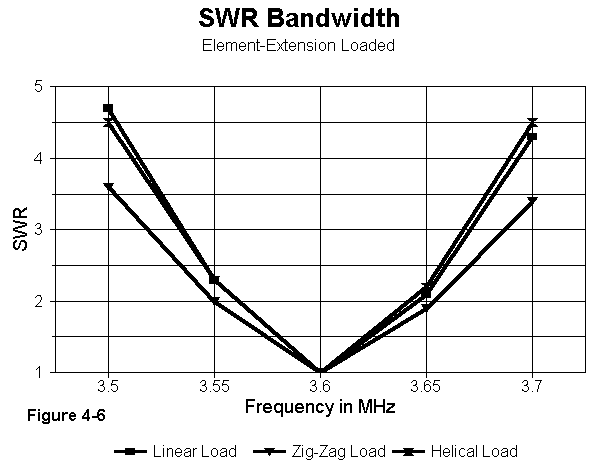 SWR Bandwidth
Element-Extension Loaded
5
4
3
2
1
SWR
3.5 3.55 3.6 3.65 3.7
Frequency in MHz
Figure 4-6
Linear Load Zig-Zag Load Helical Load